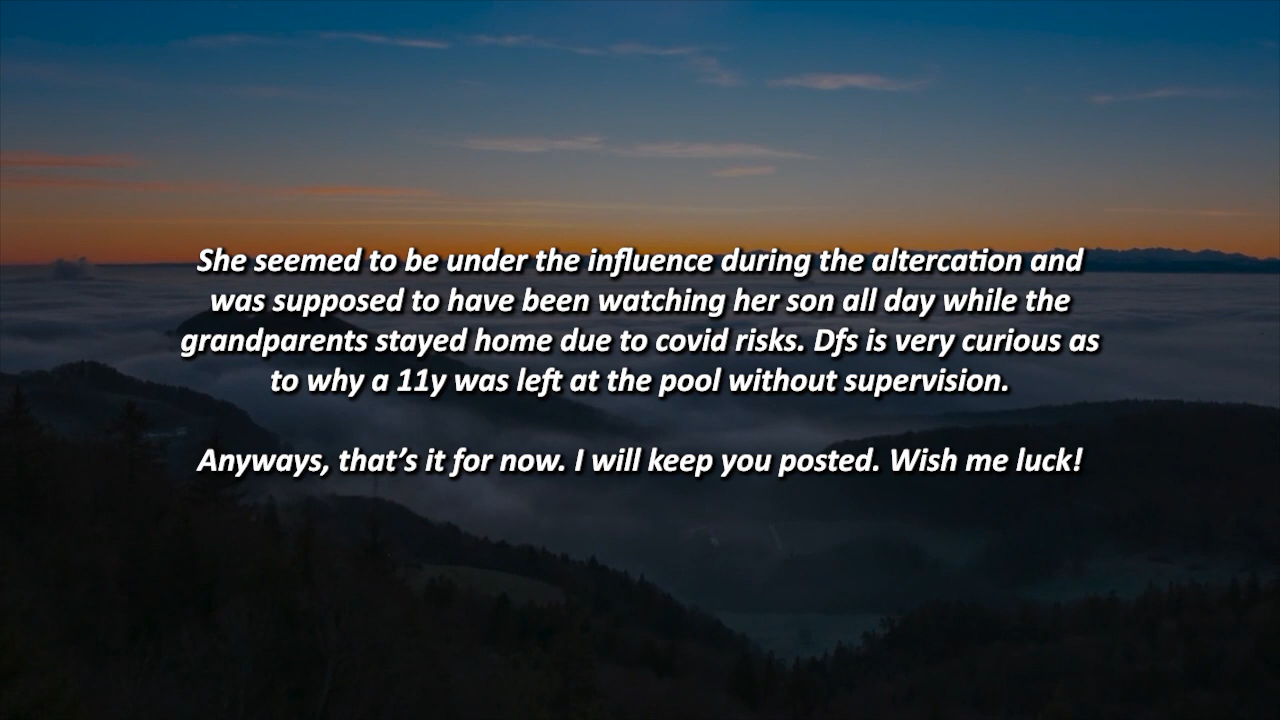 She seemed to be under the influence during the altercation and
was supposed to have been watching her son all day while the
grandparents stayed home due to covid risks. Dfs is very curious as
to why a 11y was left at the pool without supervision.
Anyways, that’s it for now. I will keep you posted. Wish me luck!